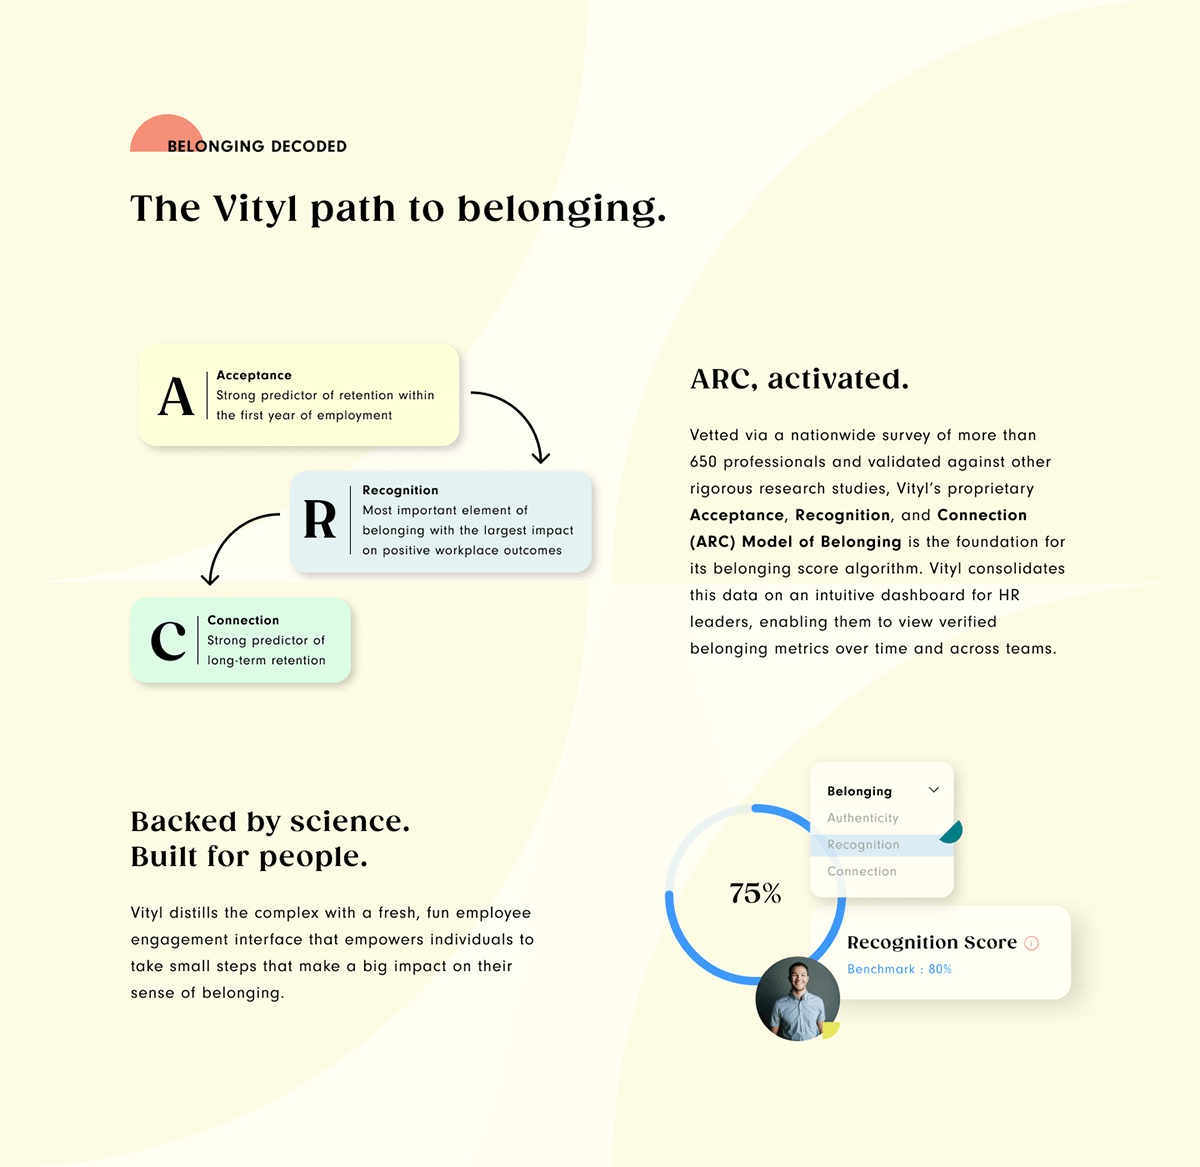 BELONGING DECODED
The Vityl path to belonging.
A
Acceptance
Strong predictor of retention within
the first year of employment
R
Recognition
Most important element of
belonging with the largest impact
on positive workplace outcomes
C
Connection
Strong predictor of
long-term retention
ARC, activated.
Vetted via a nationwide survey of more than
650 professionals and validated against other
rigorous research studies, Vityl’s proprietary
Acceptance, Recognition, and Connection
(ARC) Model of Belonging is the foundation for
its belonging score algorithm. Vityl consolidates
this data on an intuitive dashboard for HR
leaders, enabling them to view verified
belonging metrics over time and across teams.
Backed by science.
Built for people.
Vityl distills the complex with a fresh, fun employee
engagement interface that empowers individuals to
take small steps that make a big impact on their
sense of belonging.
Belonging
Authenticity
Recognition
Connection
75%
Recognition Score
Benchmark : 80%